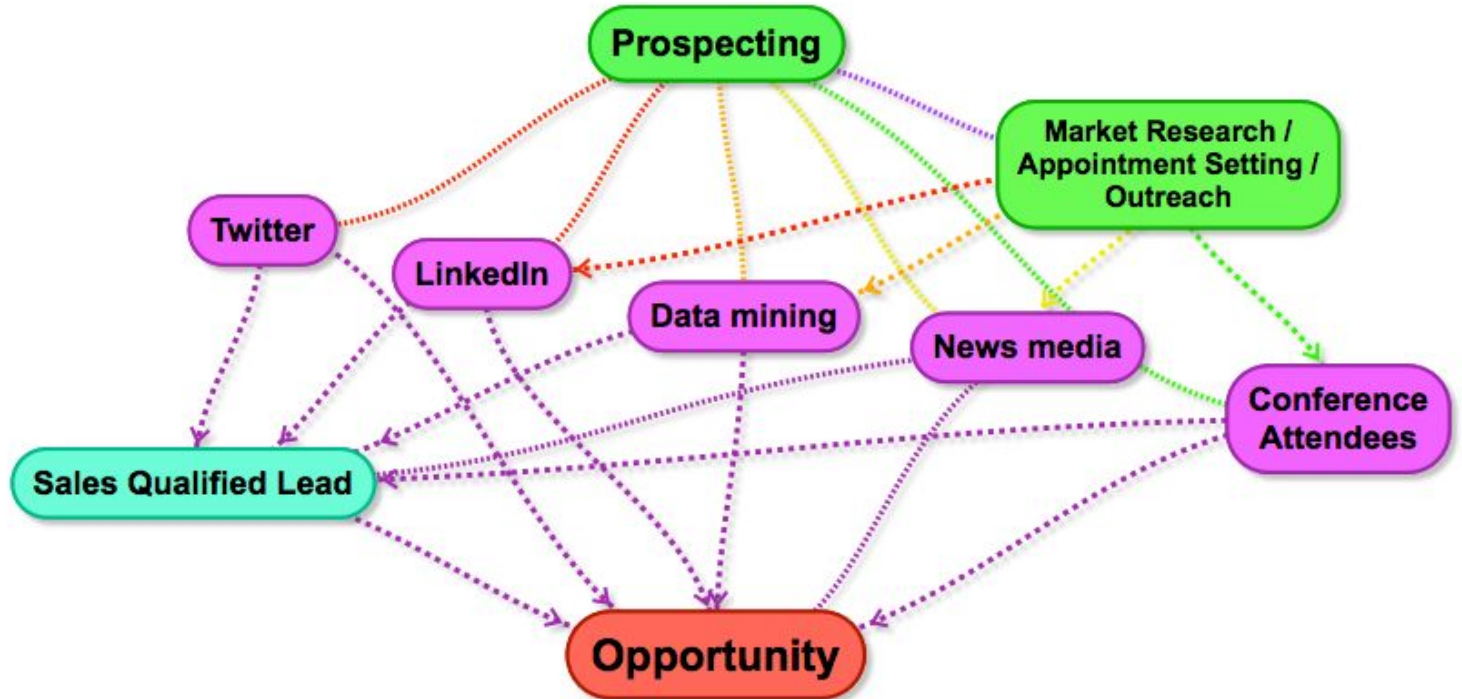 Prospecting
Market Research /
Appointment Setting /
Outreach
Twitter
LinkedIn
Data mining
News media
Conference
Attendees
Sales Qualified Lead
Opportunity